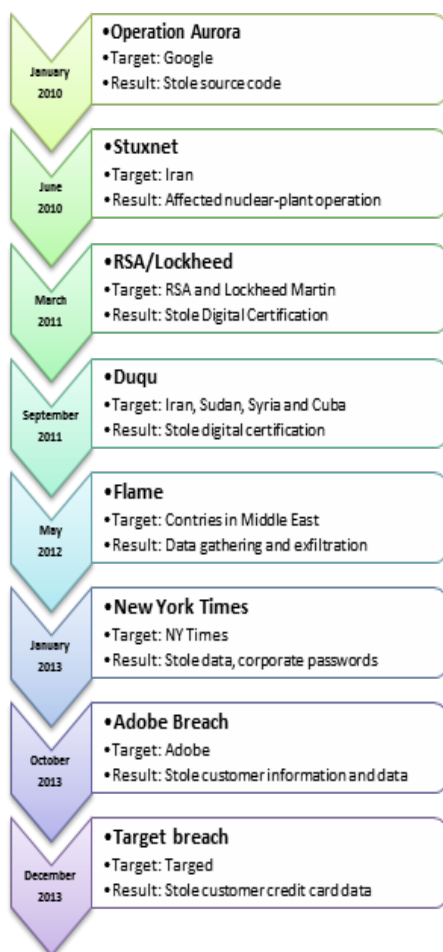 January
2010
•Operation Aurora
•Target: Google
•Result: Stole source code
June
2010
•Stuxnet
•Target: Iran
•Result: Affected nuclear-plant operation
March
2011
•RSA/Lockheed
•Target: RSA and Lockheed Martin
•Result: Stole Digital Certification
September
2011
•Duqu
•Target: Iran, Sudan, Syria and Cuba
•Result: Stole digital certification
May
2012
•Flame
•Target: Contries in Middle East
•Result: Data gathering and exfiltration
January
2013
•New York Times
•Target: NY Times
•Result: Stole data, corporate passwords
October
2013
•Adobe Breach
•Target: Adobe
•Result: Stole customer information and data
December
2013
•Target breach
•Target: Targed
•Result: Stole customer credit card data